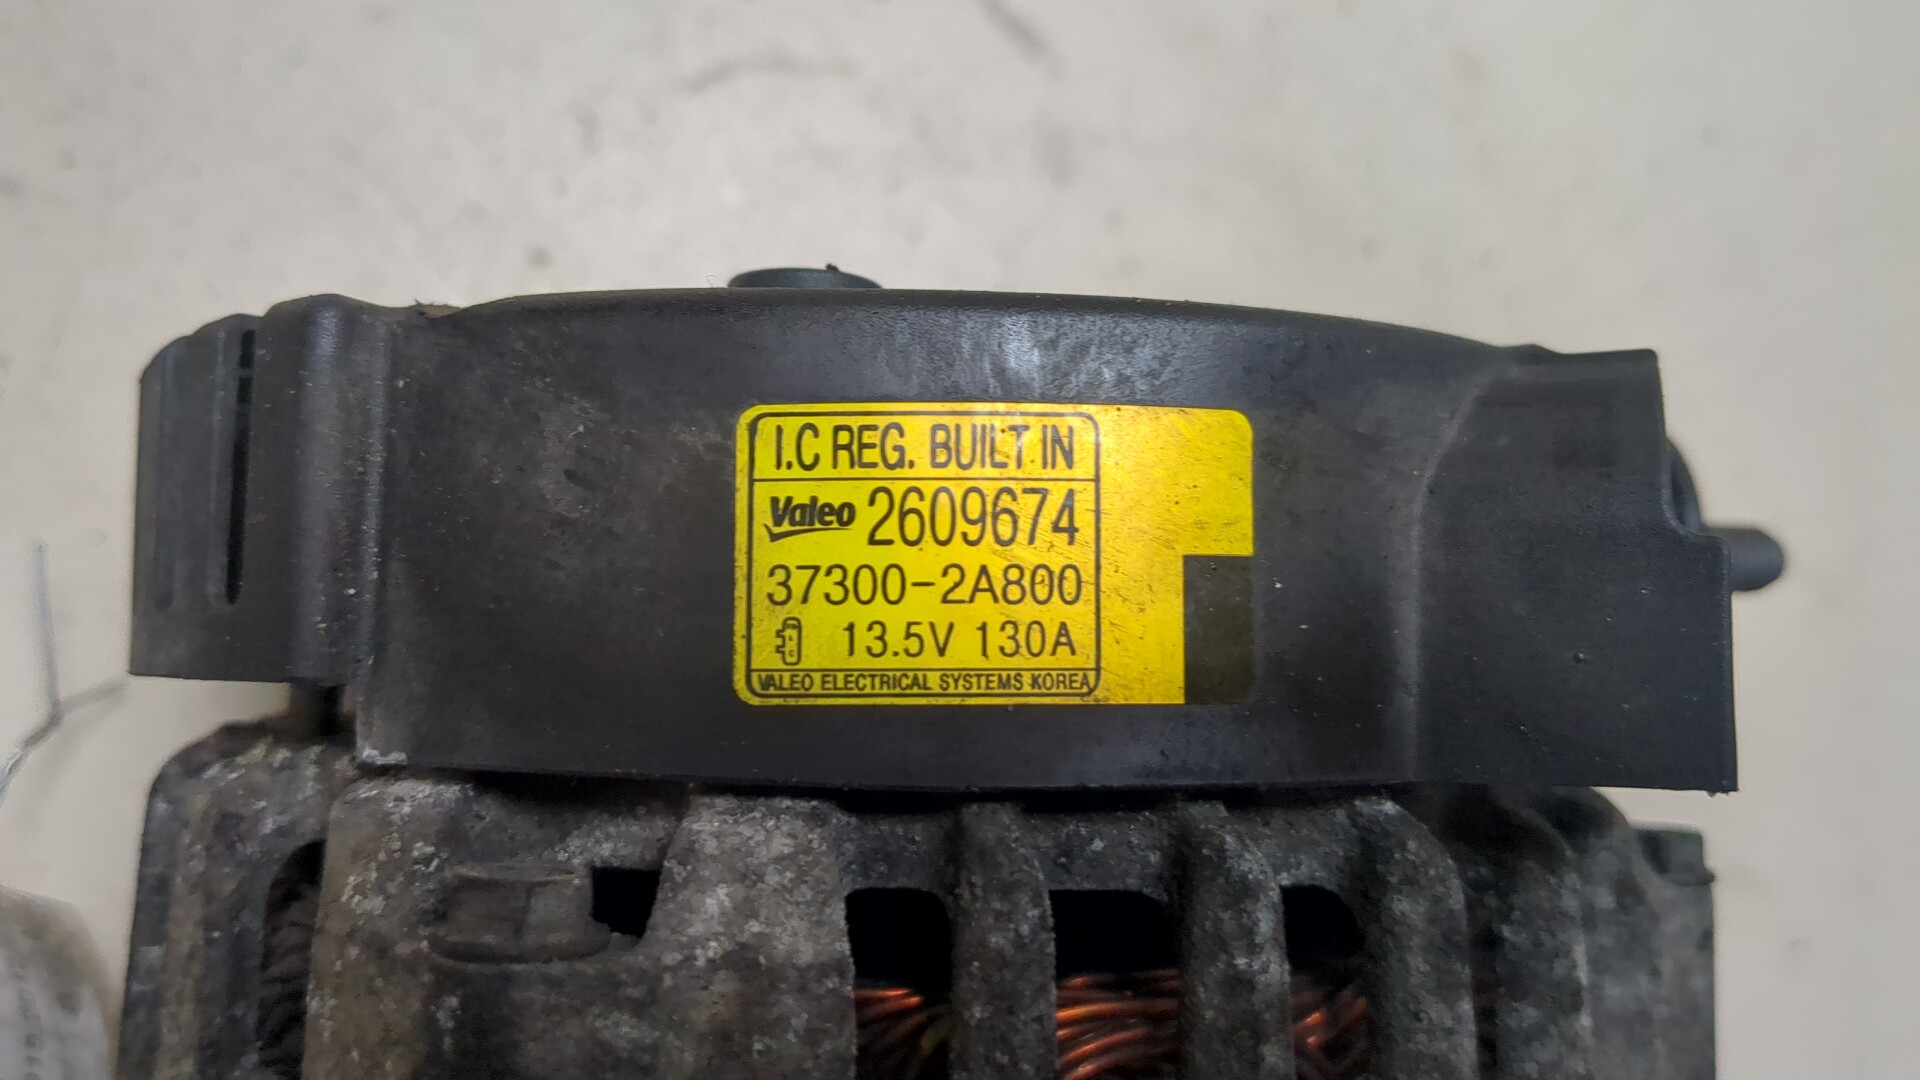 I.C REG. BUILT IN
Valeo 2609674
37300-2A800
L
C
13.5V 130A
VALEO ELECTRICAL SYSTEMS KOREA